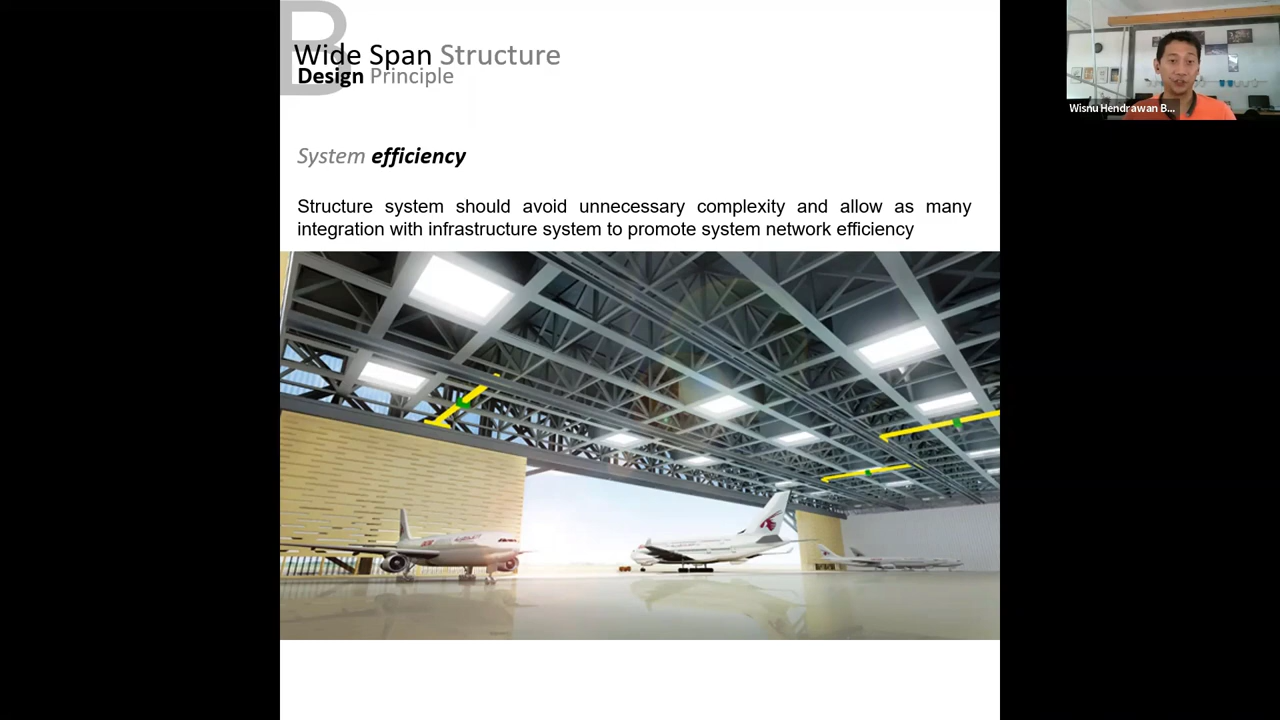 B
Wide Span Structure
Design Principle
System efficiency
Structure system should avoid unnecessary complexity and allow as many
integration with infrastructure system to promote system network efficiency
Wisnu Hendrawan B...